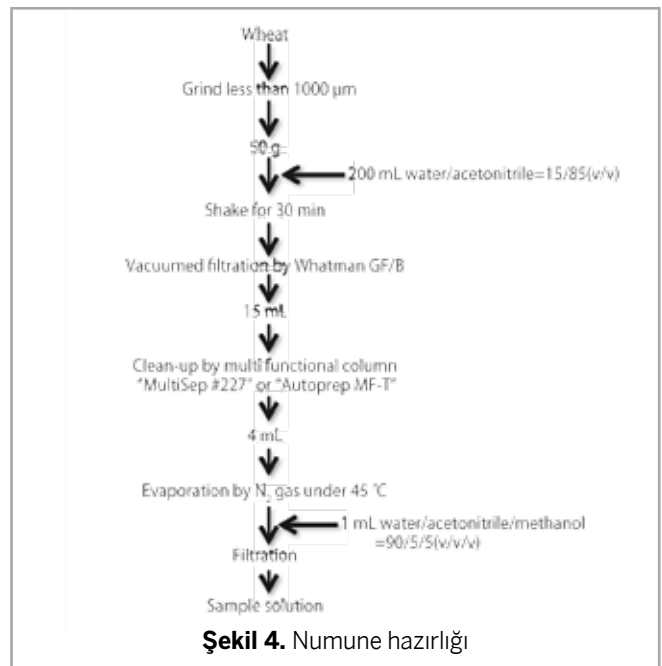 Wheat
Grind less than 1000 μm
50 g
200 mL water/acetonitrile=15/85(v/v)
Shake for 30 min
Vacuumed filtration by Whatman GF/B
15 mL
Clean-up by multi functional column
"MultiSep #227" or "Autoprep MF-T"
4 mL
Evaporation by N₂ gas under 45 ℃
1 mL water/acetonitrile/methanol
=90/5/5(v/v/v)
Filtration
Sample solution
Şekil 4. Numune hazırlığı